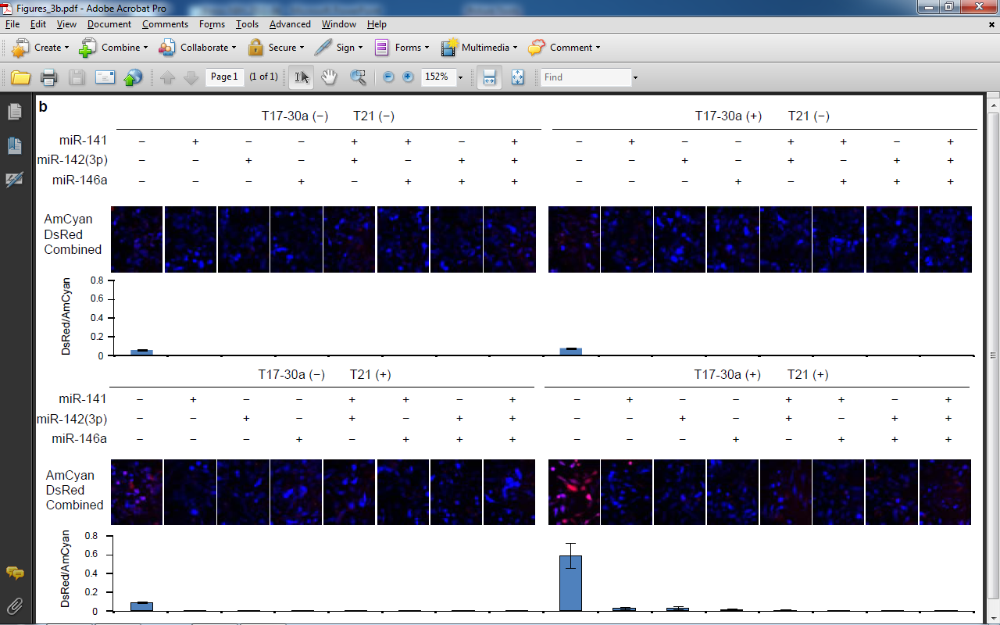 Figures_3b.pdf - Adobe Acrobat Pro
File Edit View Document Comments Forms Tools Advanced Window Help
Create Combine Collaborate Secure Sign Forms Multimedia Comment
Page 1 (1 of 1) 152% Find
b
T17-30a (−) T21 (−) T17-30a (+) T21 (−)
miR-141 − + − − + + − + − + − − + + − +
miR-142(3p) − − + − + − + + − − + − + − + +
miR-146a − − − + − + + + − − − + − + + +
AmCyan
DsRed
Combined
DsRed/AmCyan
0.8
0.6
0.4
0.2
0
T17-30a (−) T21 (+) T17-30a (+) T21 (+)
miR-141 − + − − + + − + − + − − + + − +
miR-142(3p) − − + − + − + + − − + − + − + +
miR-146a − − − + − + + + − − − + − + + +
AmCyan
DsRed
Combined
DsRed/AmCyan
0.8
0.6
0.4
0.2
0